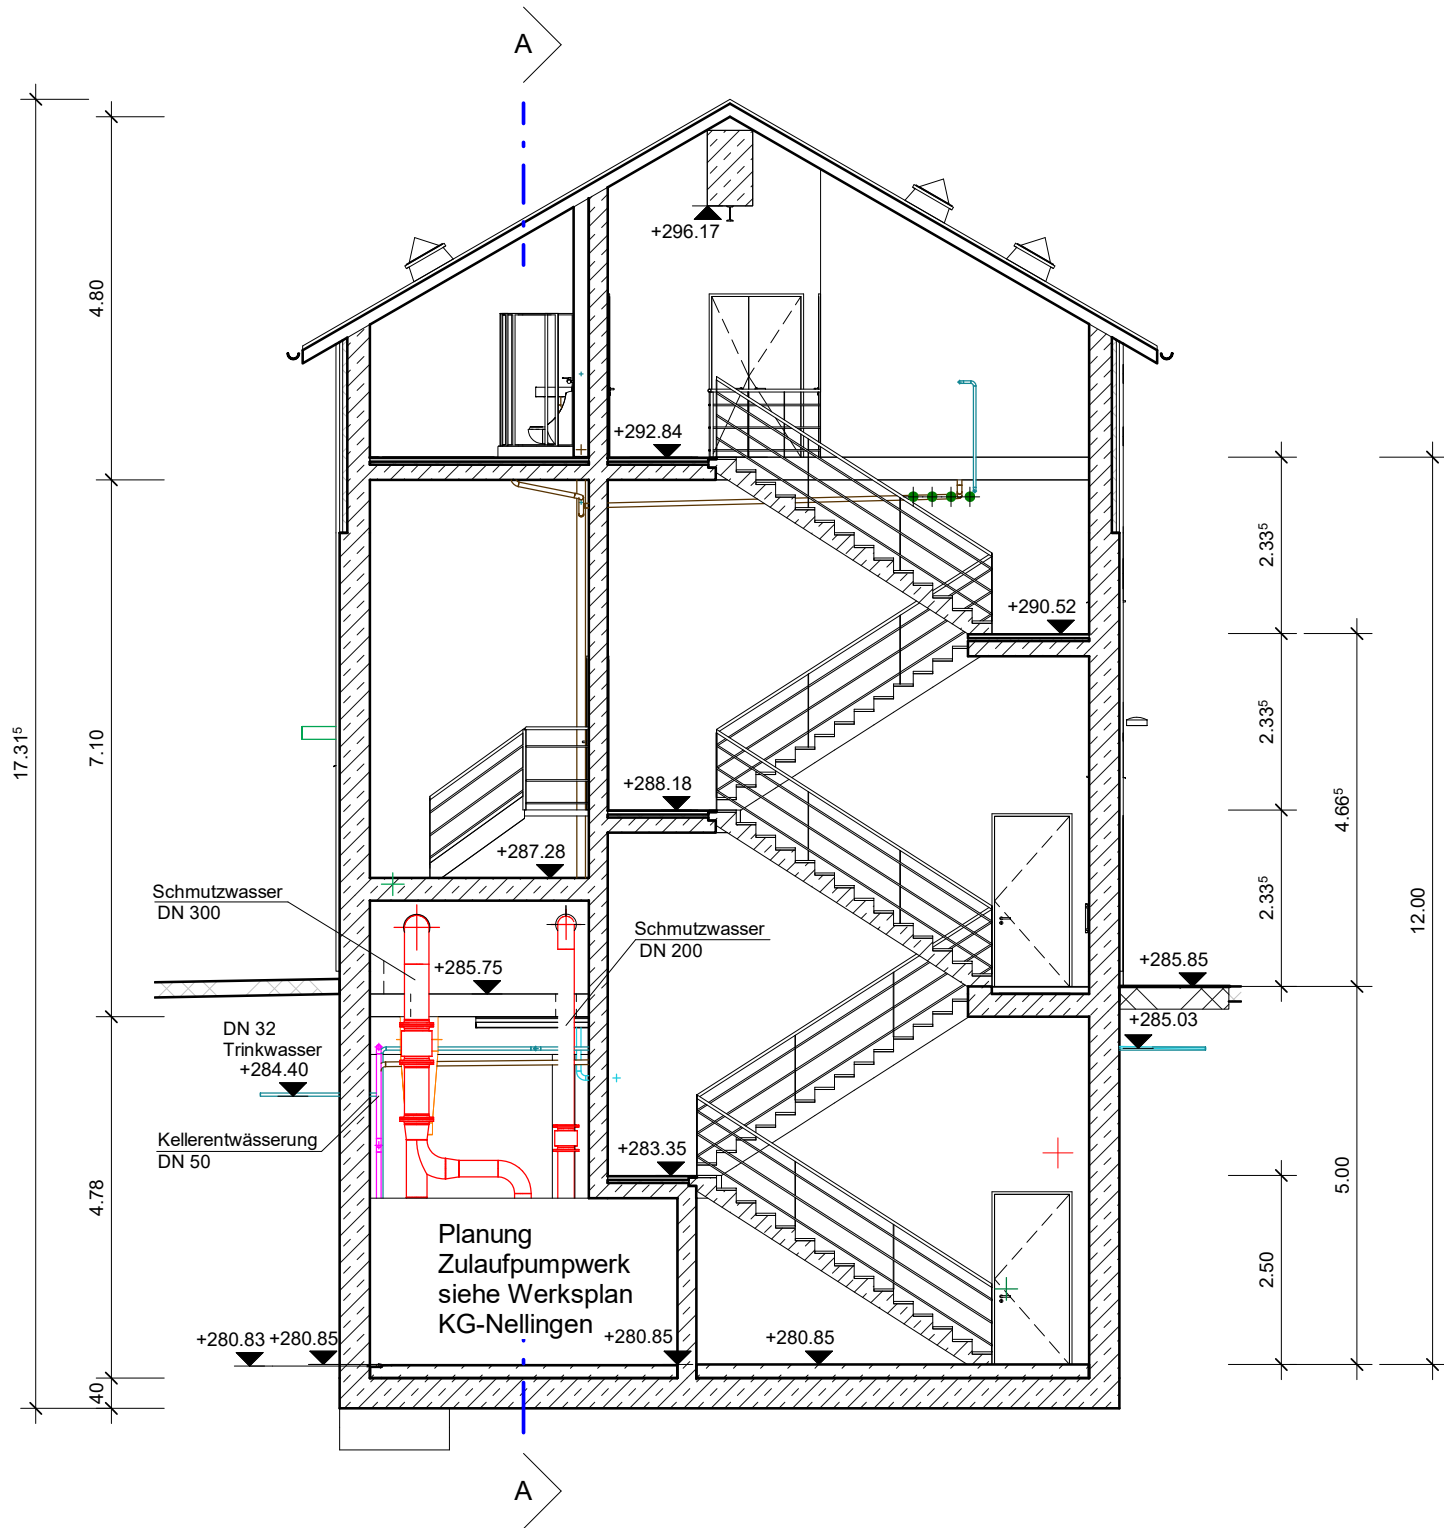 A
+296.17
4.80
+292.84
2.33⁵
+290.52
17.31⁵
7.10
2.33⁵
+288.18
4.66⁵
+287.28
2.33⁵
12.00
Schmutzwasser
DN 300
Schmutzwasser
DN 200
+285.75
+285.85
+285.03
DN 32
Trinkwasser
+284.40
Kellerentwässerung
DN 50
+283.35
4.78
5.00
2.50
Planung
Zulaufpumpwerk
siehe Werksplan
KG-Nellingen
+280.83 +280.85
+280.85
+280.85
40
A